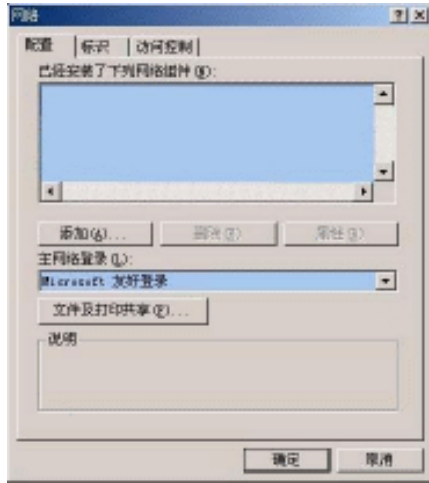 网络
配置 标识 访问控制
已经安装了下列网络组件(N):
添加(A)... 删除(E) 属性(R)
主网络登录(L):
Microsoft 友好登录
文件及打印共享(F)...
说明
确定 取消